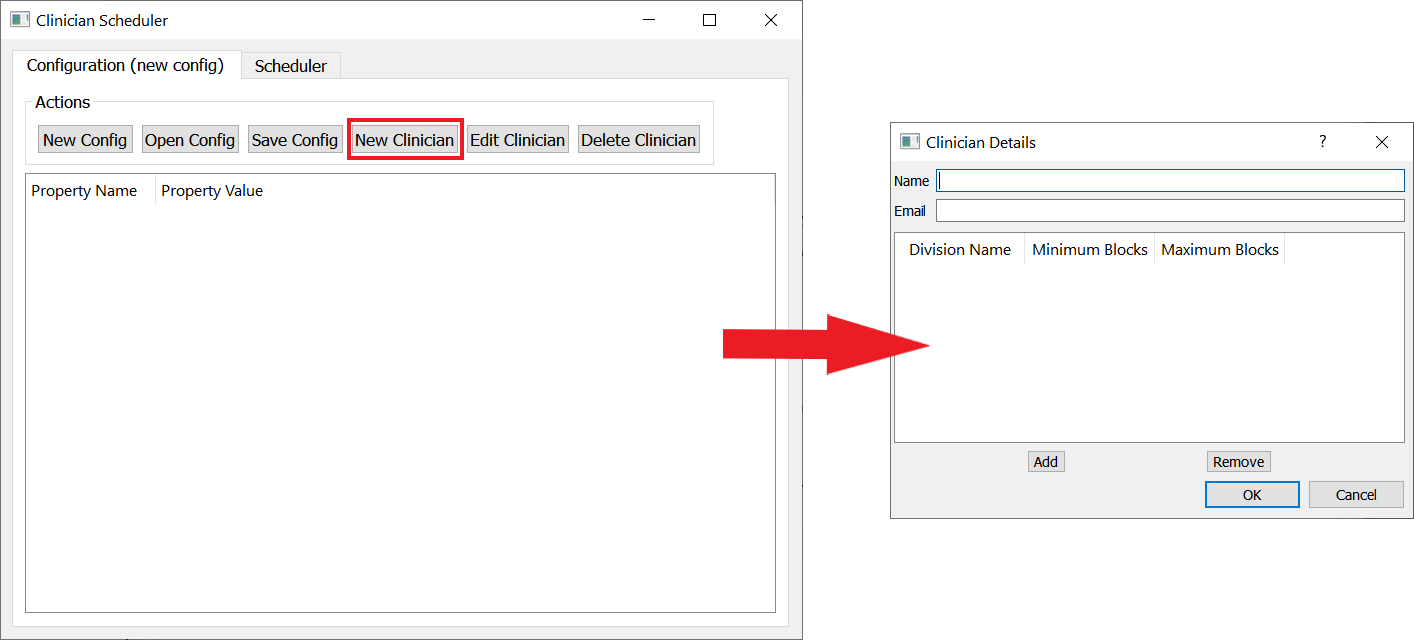 Clinician Scheduler
Configuration (new config) Scheduler
Actions
New Config Open Config Save Config New Clinician Edit Clinician Delete Clinician
Property Name Property Value
Clinician Details ?
Name
Email
Division Name Minimum Blocks Maximum Blocks
Add Remove
OK Cancel